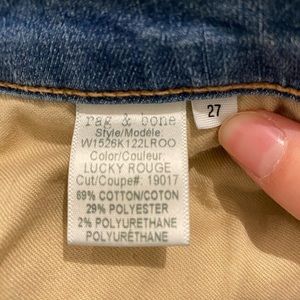 rag & bone
Style/Modèle:
W1526K122LROO
Color/Couleur:
LUCKY ROUGE
Cut/Coupe#: 19017
69% COTTON/COTON
29% POLYESTER
2% POLYURETHANE
POLYURÉTHANE
27